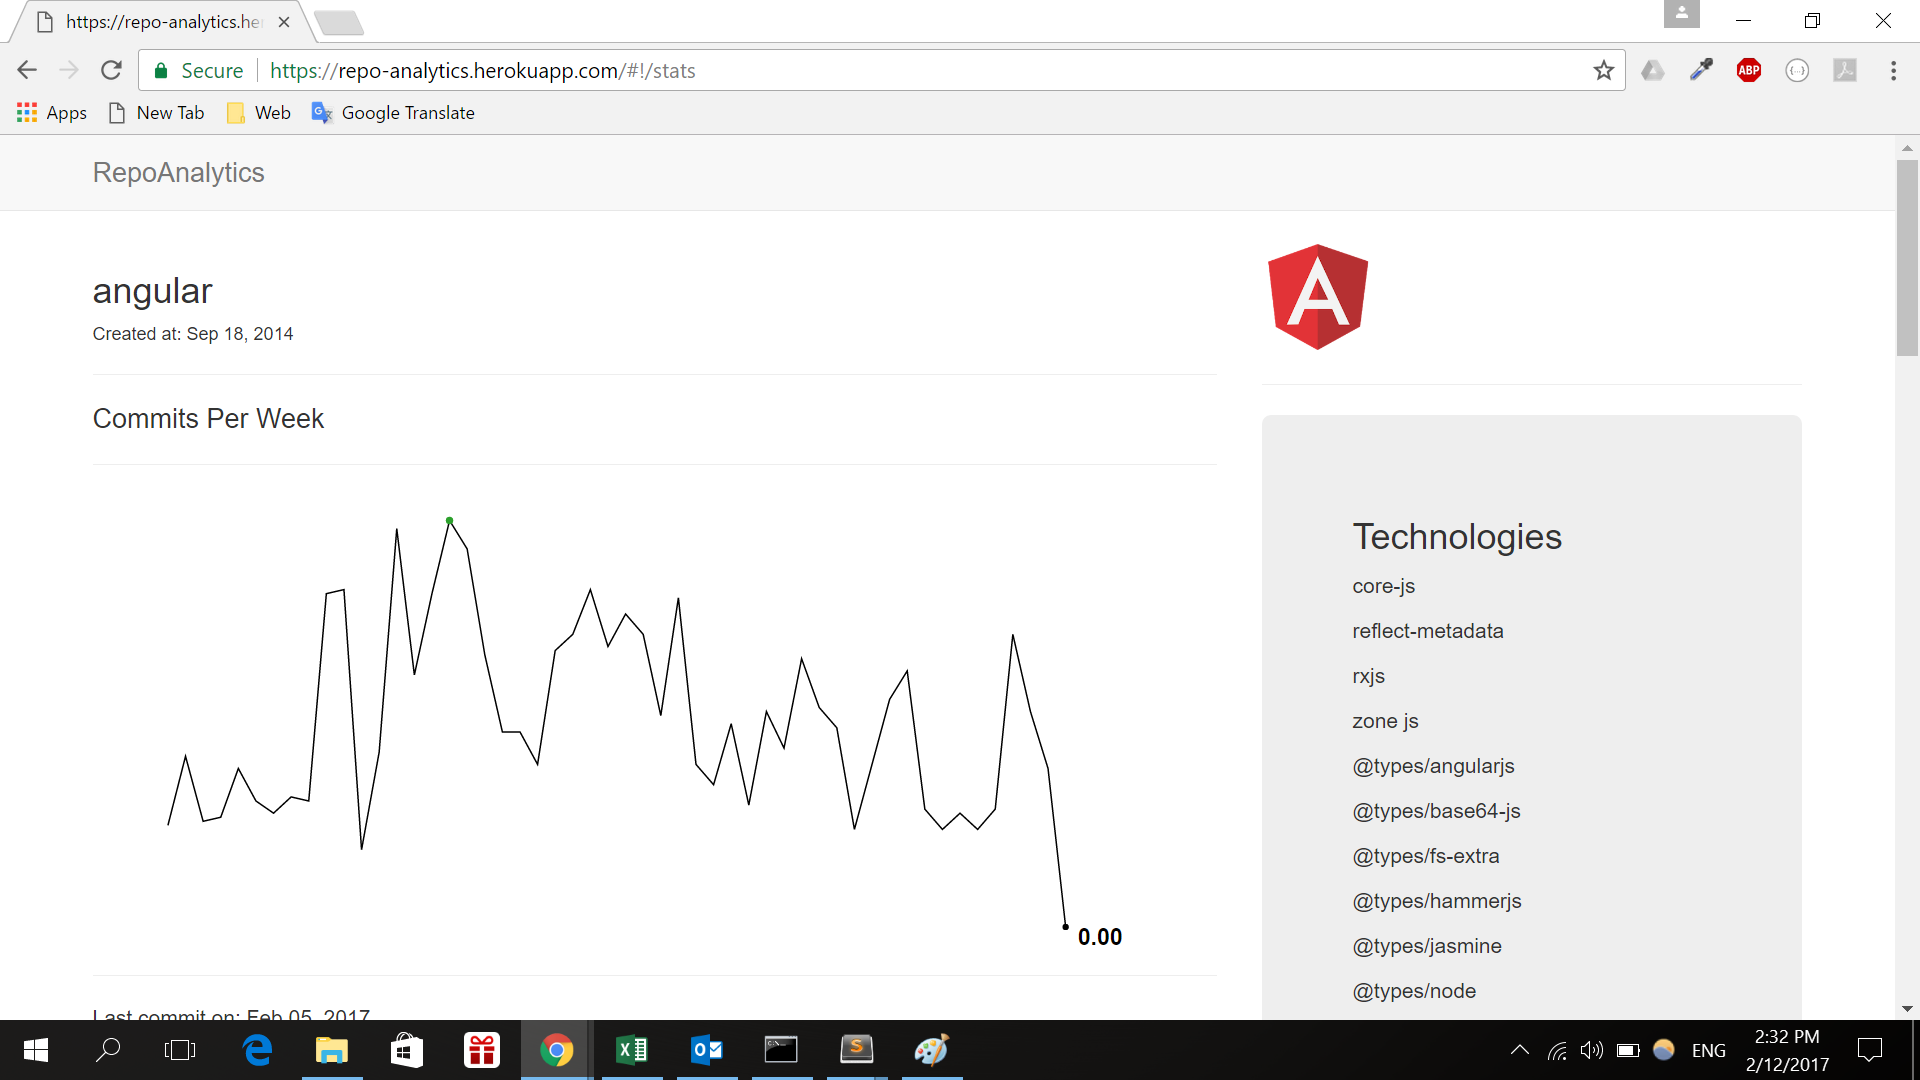 https://repo-analytics.he
Secure
https://repo-analytics.herokuapp.com/#!/stats
ABP
Apps
New Tab
Web
Google Translate
RepoAnalytics
angular
Created at: Sep 18, 2014
Commits Per Week
0.00
Last commit on: Feb 05, 2017
A
Technologies
core-js
reflect-metadata
rxjs
zone js
@types/angularjs
@types/base64-js
@types/fs-extra
@types/hammerjs
@types/jasmine
@types/node
ENG
2:32 PM
2/12/2017